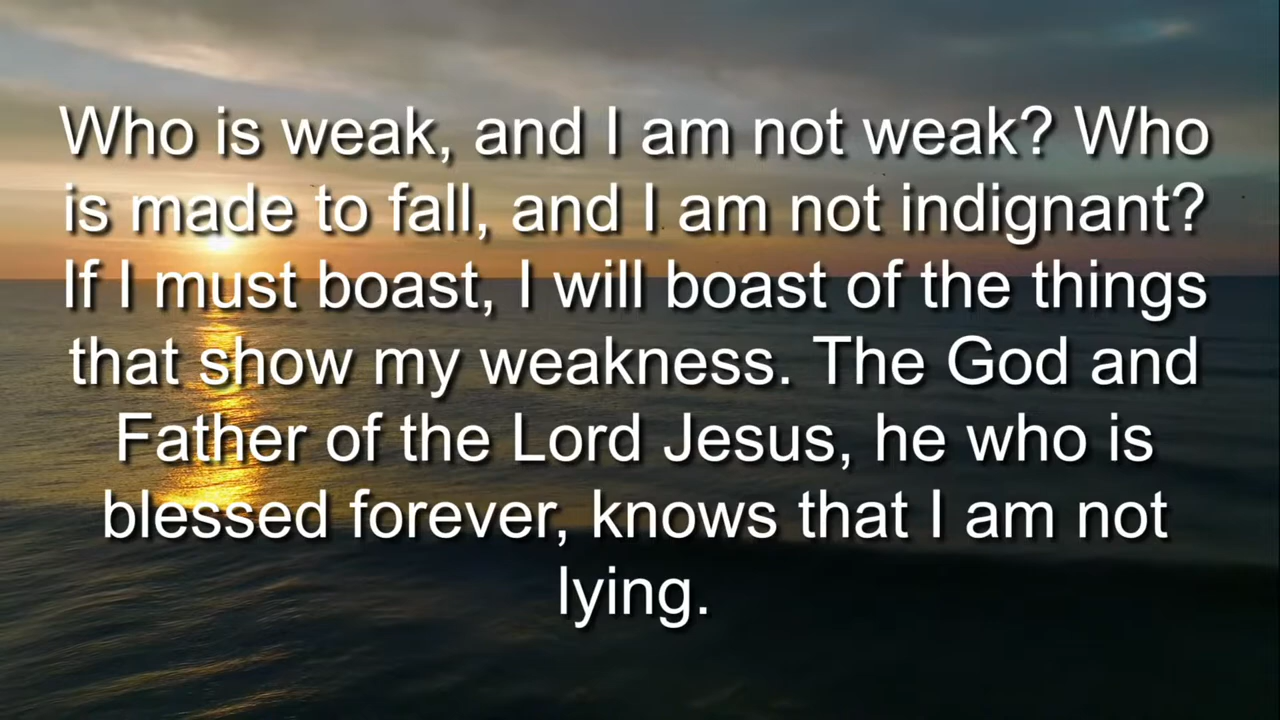 Who is weak, and I am not weak? Who
is made to fall, and I am not indignant?
If I must boast, I will boast of the things
that show my weakness. The God and
Father of the Lord Jesus, he who is
blessed forever, knows that I am not
lying.